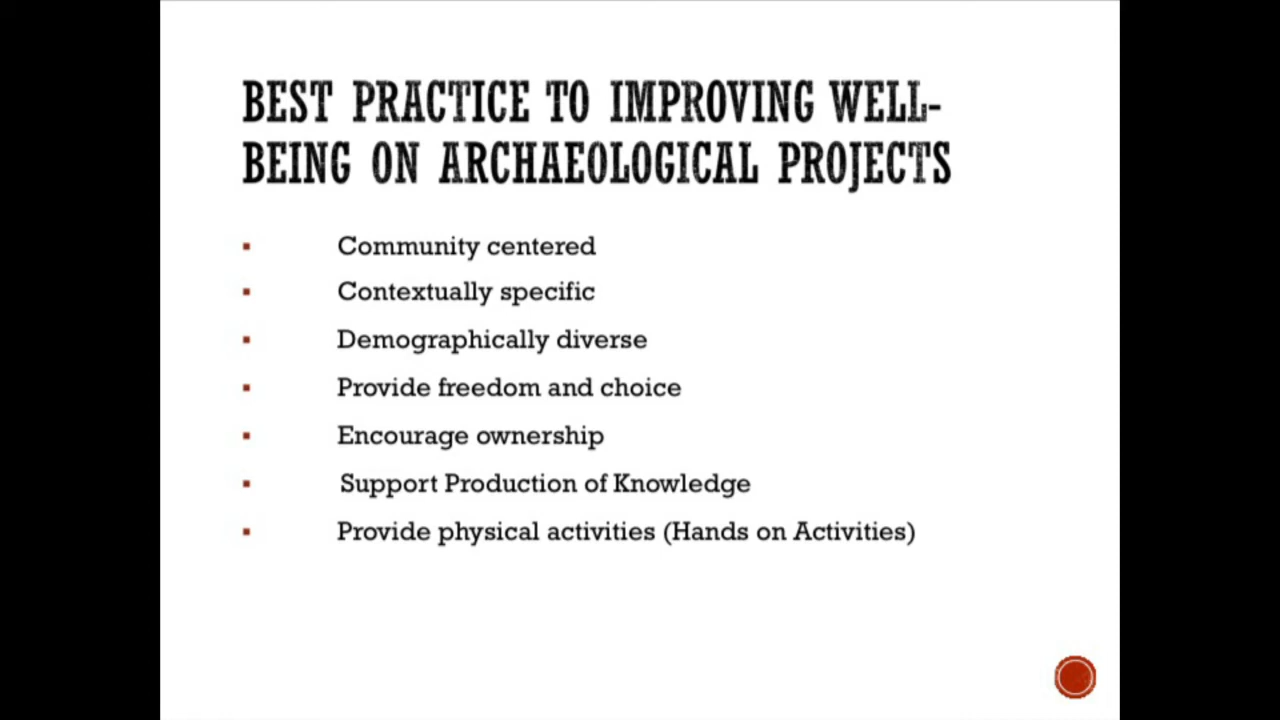 BEST PRACTICE TO IMPROVING WELL-
BEING ON ARCHAEOLOGICAL PROJECTS
Community centered
Contextually specific
Demographically diverse
Provide freedom and choice
Encourage ownership
Support Production of Knowledge
Provide physical activities (Hands on Activities)